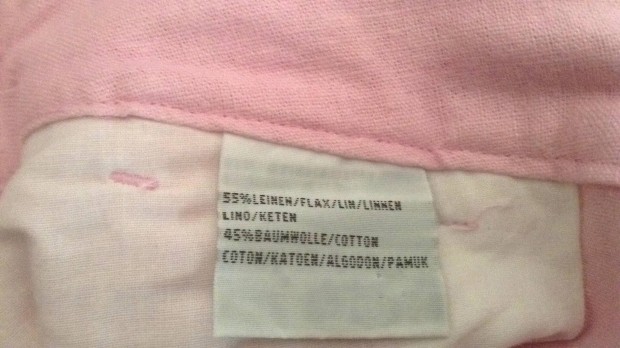 55%LEINEN/FLAX/LIN/LINNEN
LINO/KETEN
45%BAUMWOLLE/COTTON
COTON/KATOEN/ALGODON/PAMUK